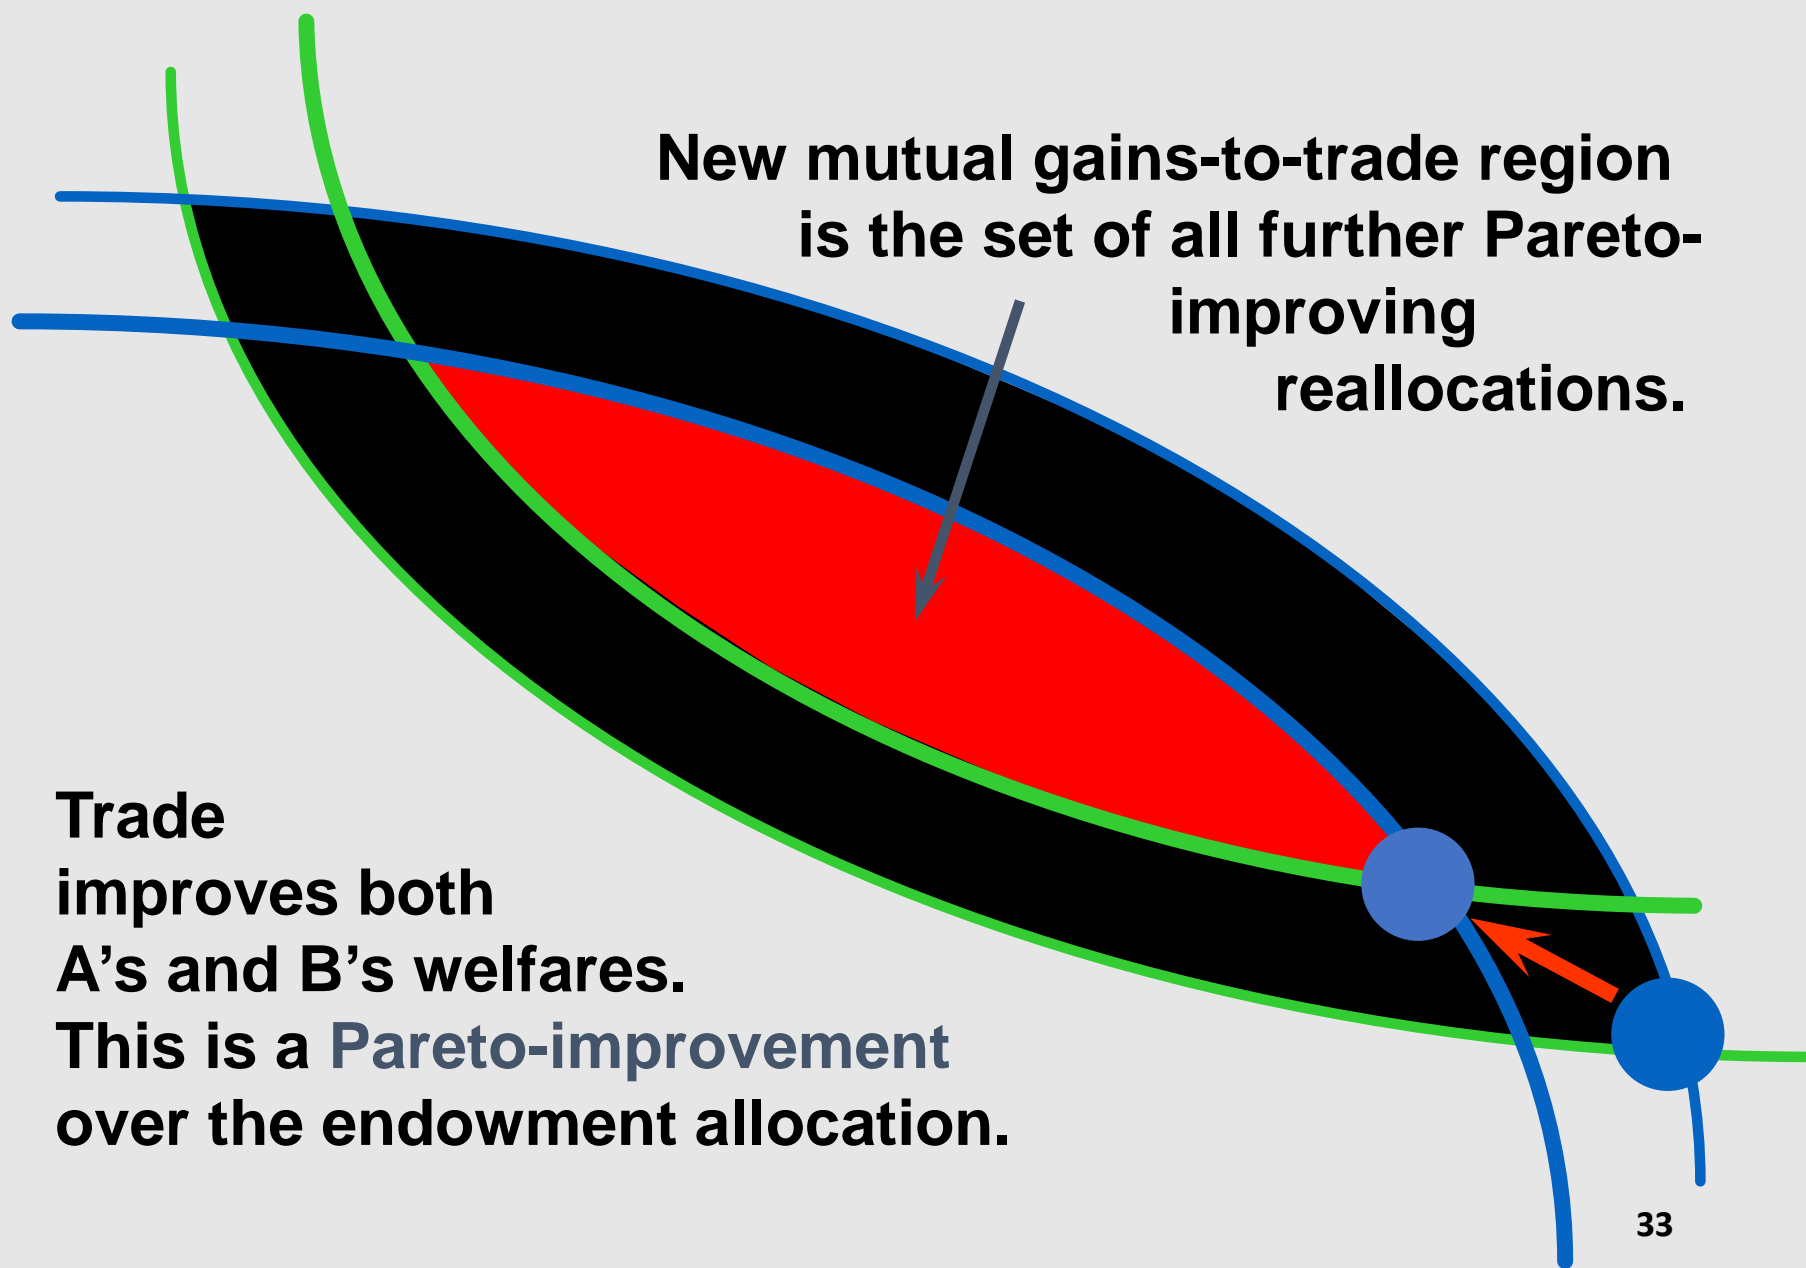 New mutual gains-to-trade region
is the set of all further Pareto-
improving
reallocations.
Trade
improves both
A’s and B’s welfares.
This is a Pareto-improvement
over the endowment allocation.
33